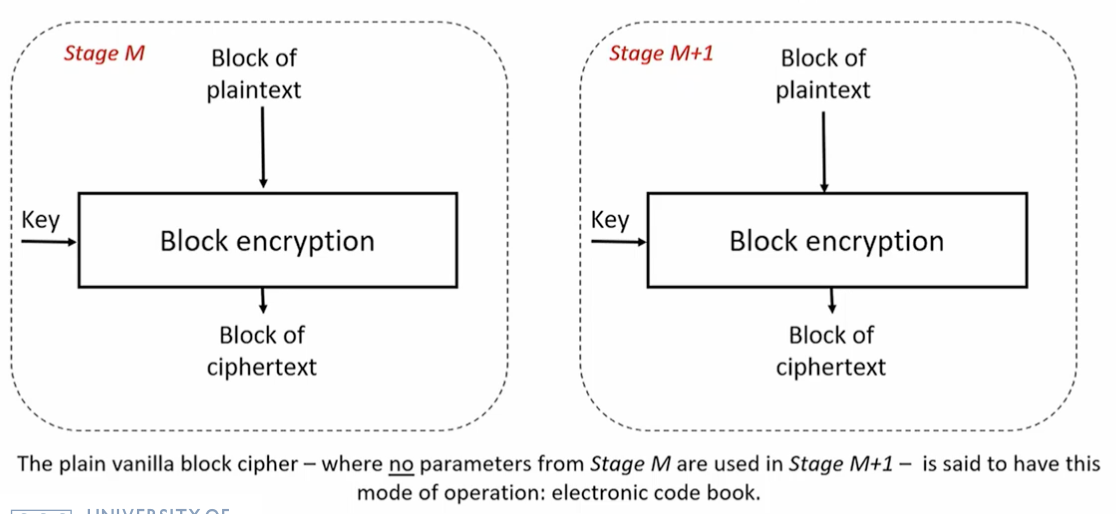 Stage M
Block of
plaintext
Key
Block encryption
Block of
ciphertext
Stage M+1
Block of
plaintext
Key
Block encryption
Block of
ciphertext
The plain vanilla block cipher – where no parameters from Stage M are used in Stage M+1 – is said to have this
mode of operation: electronic code book.
UNIVERSITY OF